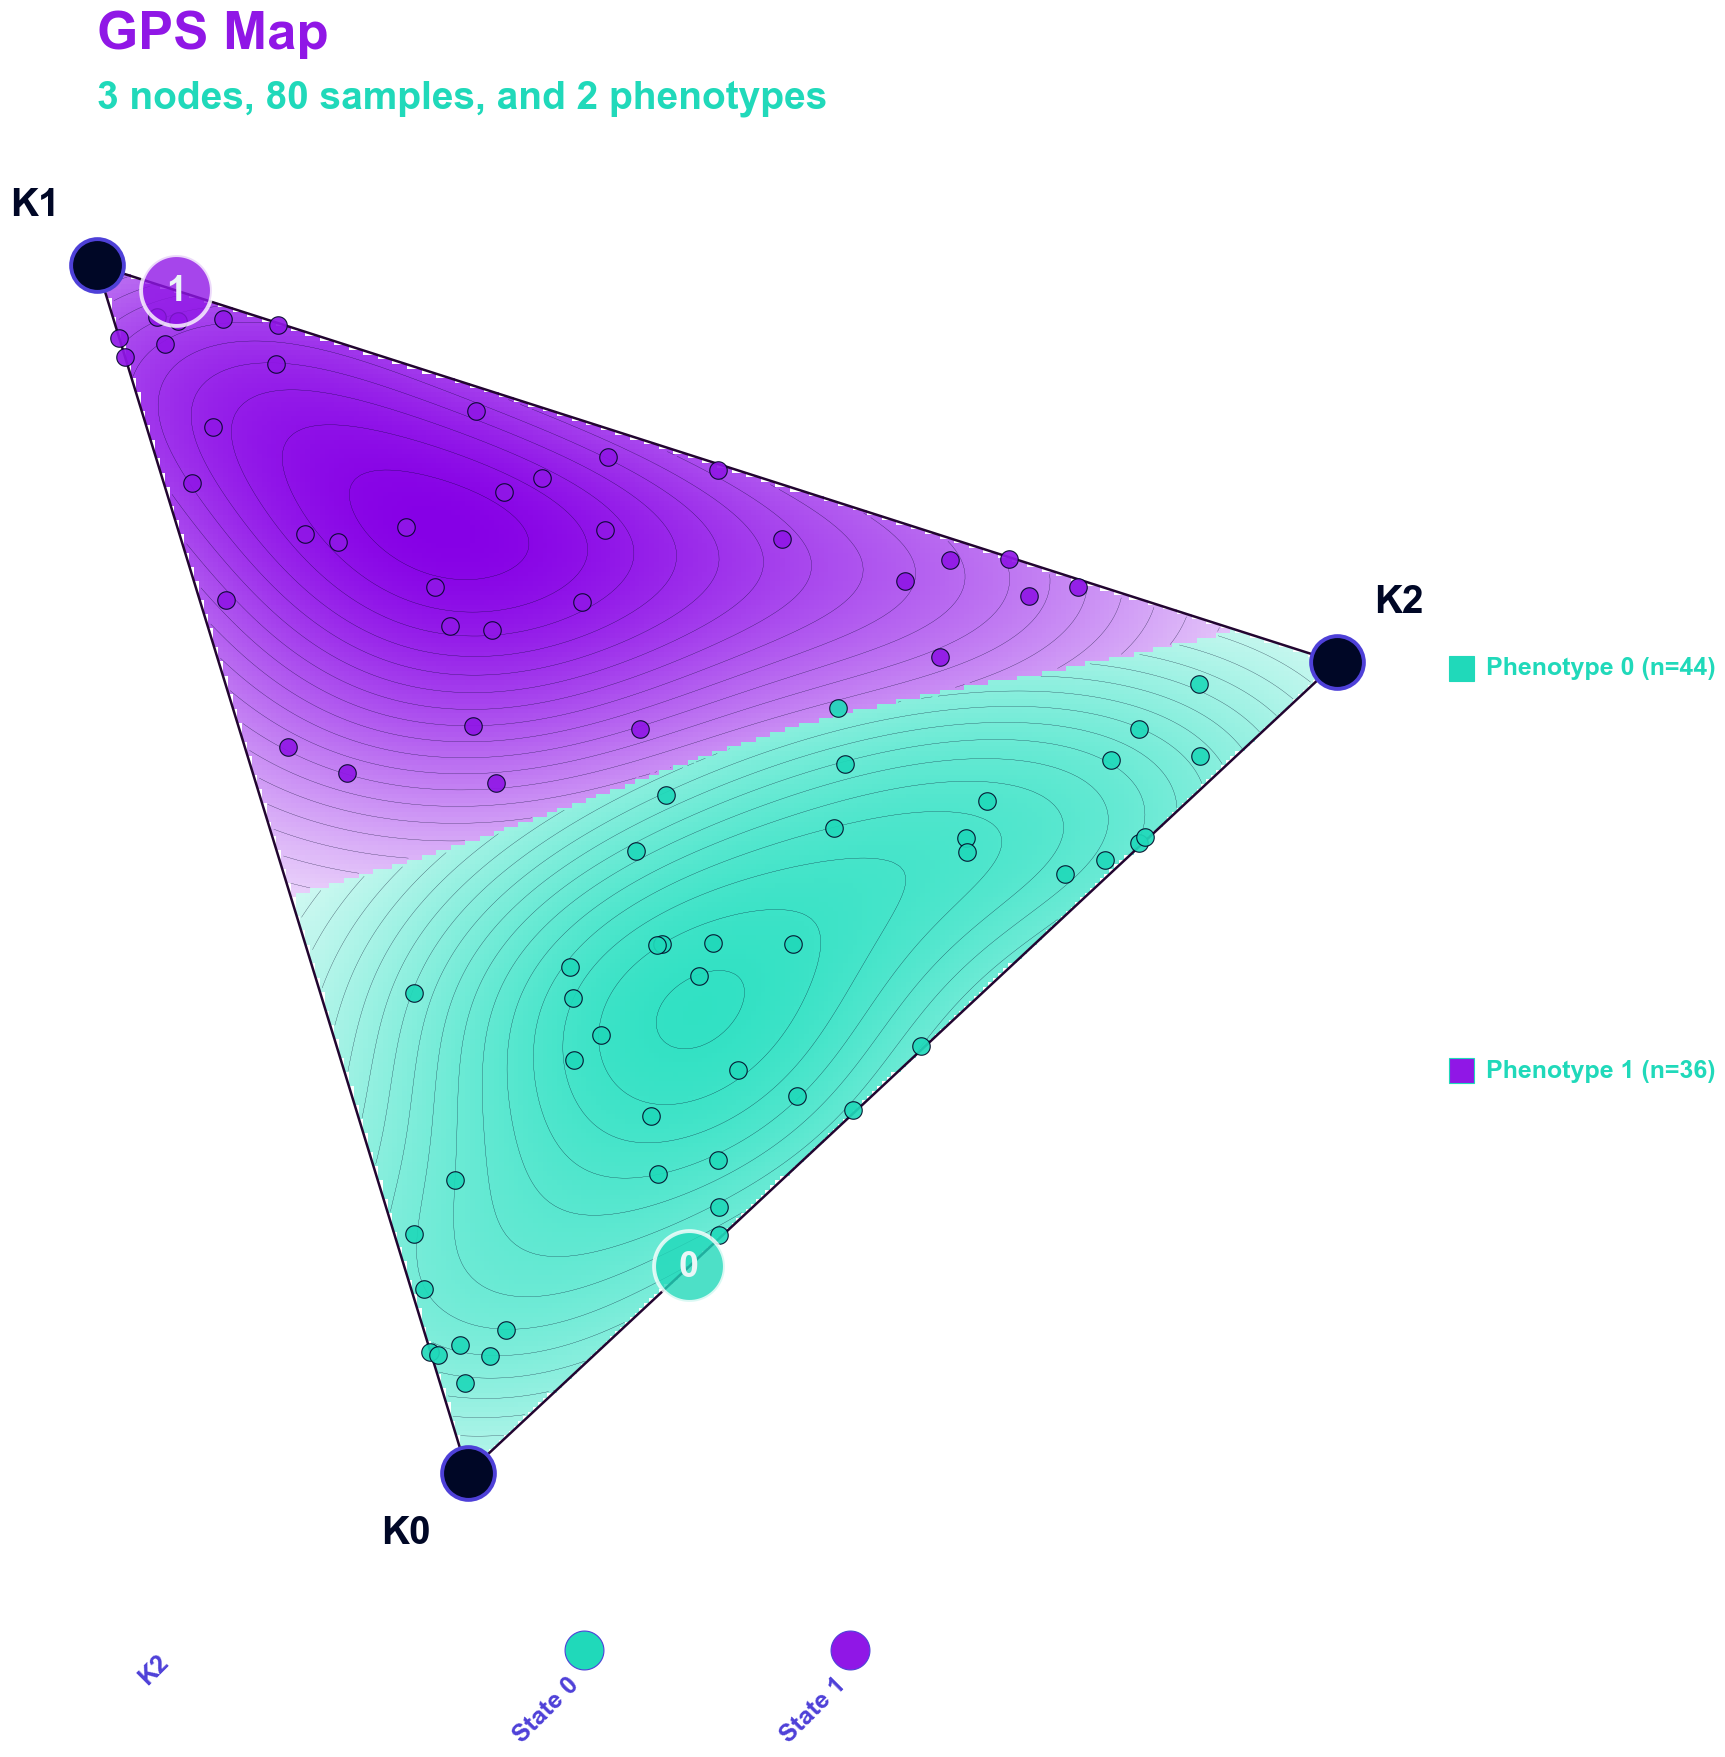 GPS Map
3 nodes, 80 samples, and 2 phenotypes
K1
1
K2
Phenotype 0 (n=44)
Phenotype 1 (n=36)
0
K0
K2
State 0
State 1